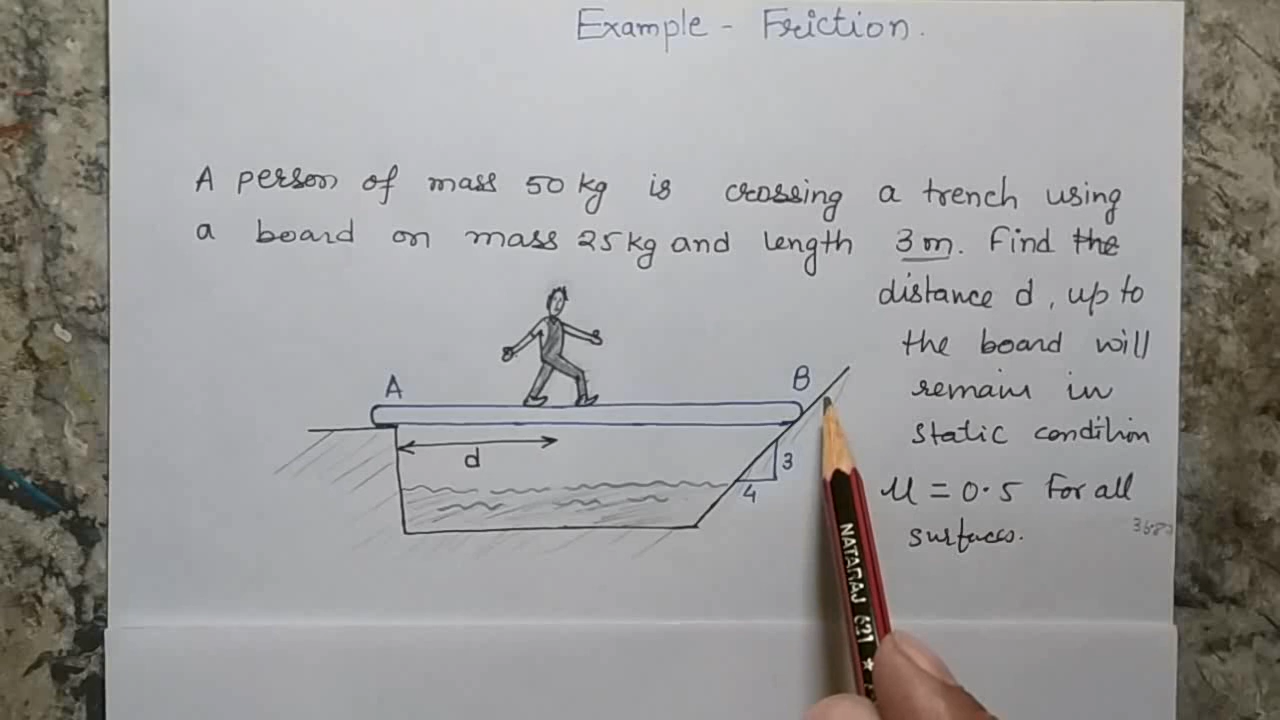 Example - Friction.
A person of mass 50 kg is crossing a trench using
a board on mass 25 kg and length 3 m. Find the
distance d, up to
the board will
remain in
static condition
μ = 0.5 for all
surfaces.
A
B
d
3
4
NATARAJ 621